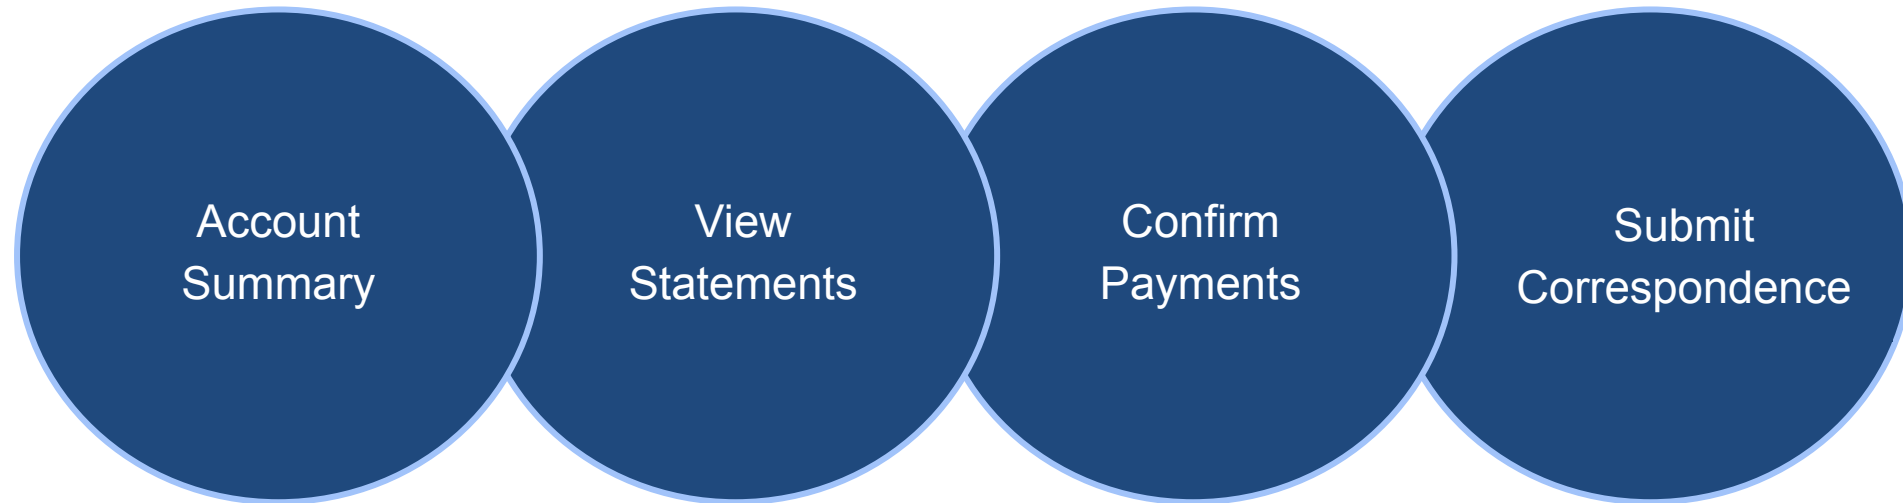 Account
Summary
View
Statements
Confirm
Payments
Submit
Correspondence